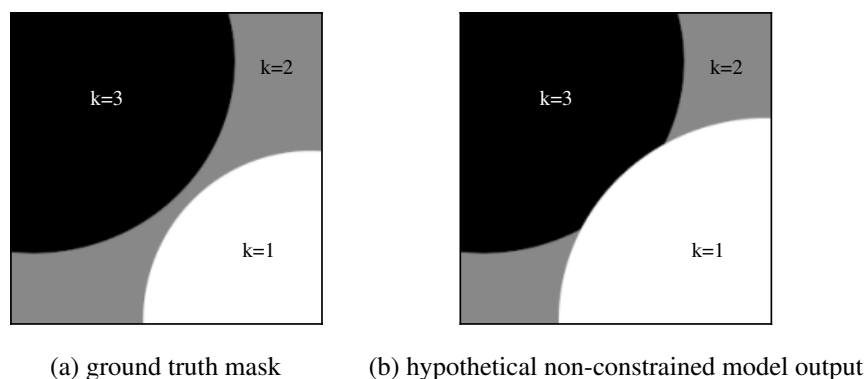 k=3
k=2
k=1
k=3
k=2
k=1
(a) ground truth mask
(b) hypothetical non-constrained model output